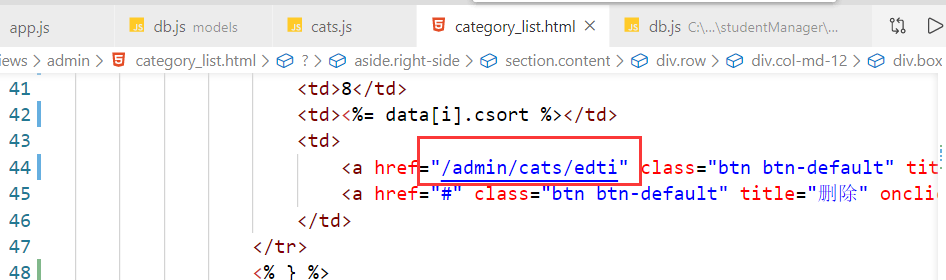 app.js db.js models cats.js category_list.html db.js C:\...\studentManager\...
iews admin category_list.html ? aside.right-side section.content div.row div.col-md-12 div.box
41 <td>8</td>
42 <td><%= data[i].csort %></td>
43 <td>
44 <a href="/admin/cats/edti" class="btn btn-default" tit
45 <a href="#" class="btn btn-default" title="删除" onclic
46 </td>
47 </tr>
48 <% } %>